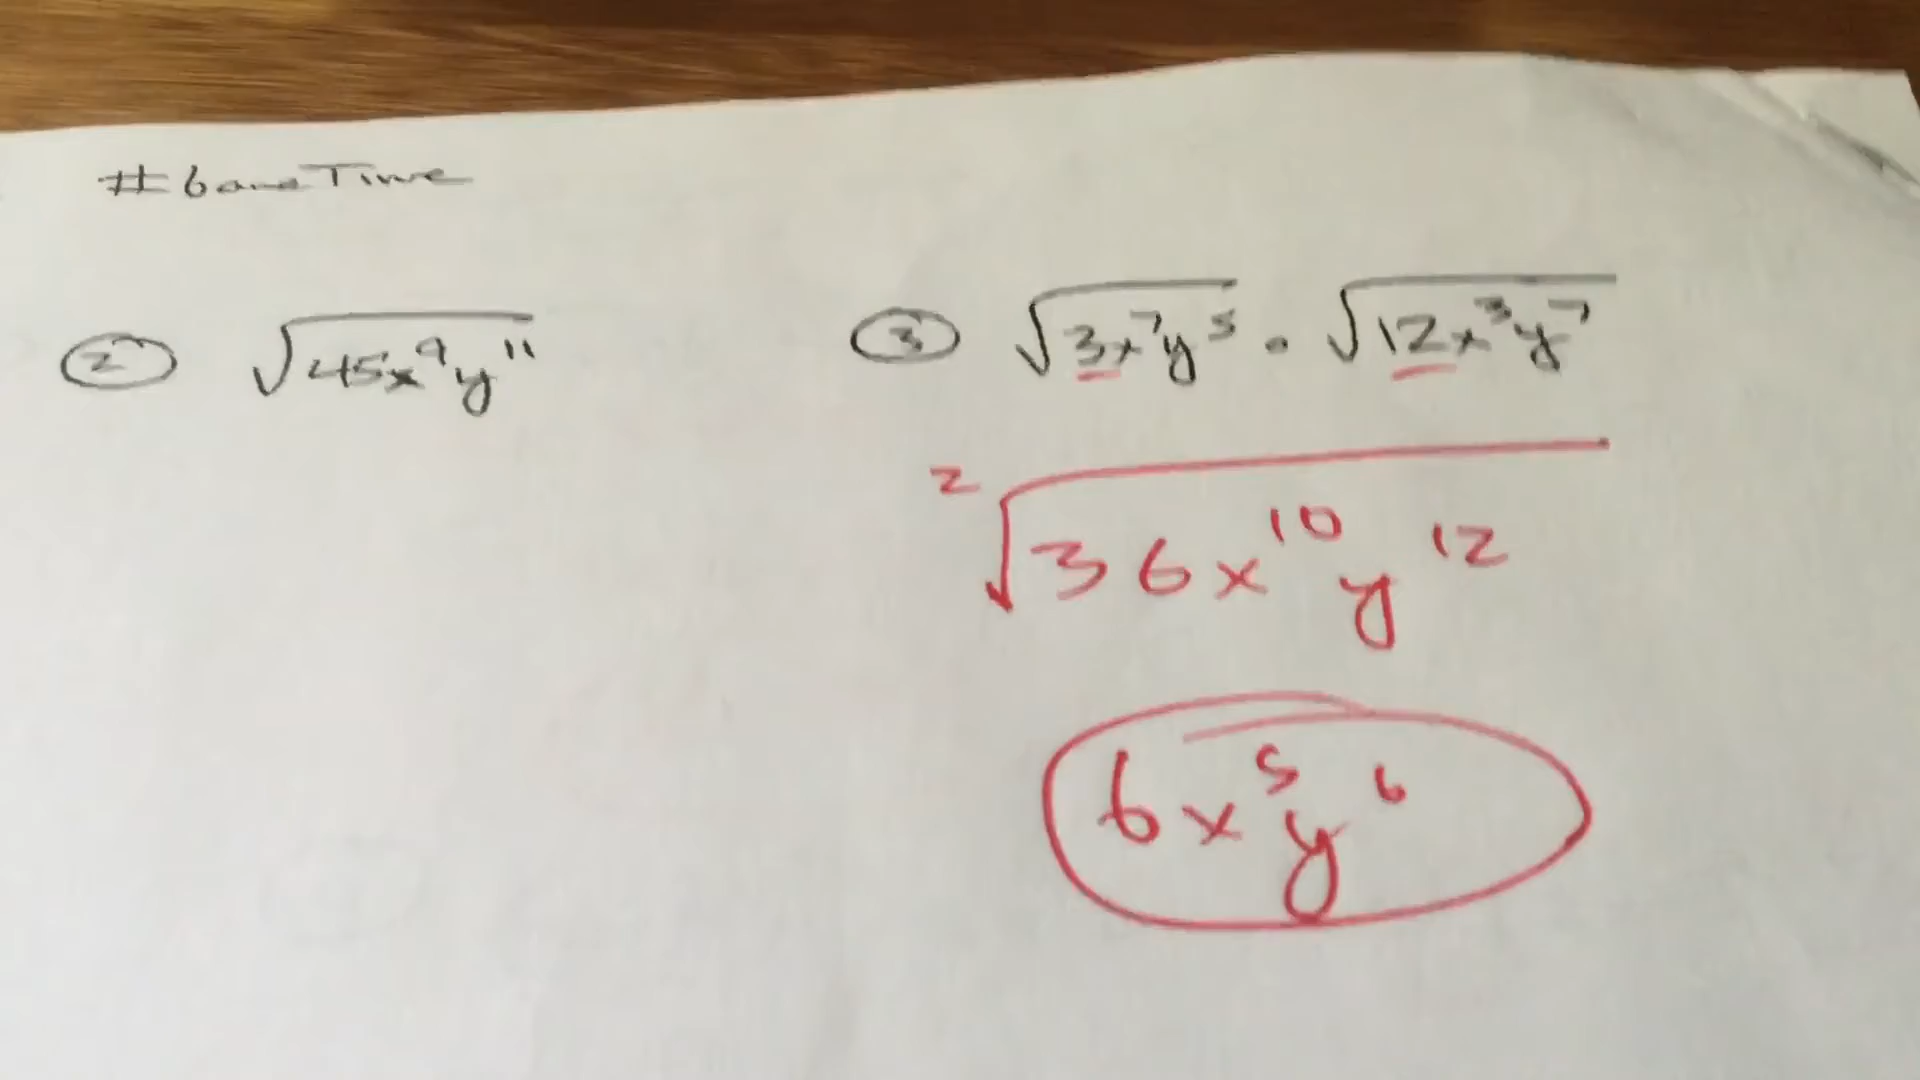 #GameTime
② √45x⁹y¹¹
③ √3x⁷y⁵ · √12x³y⁷
²√36x¹⁰y¹²
6x⁵y⁶